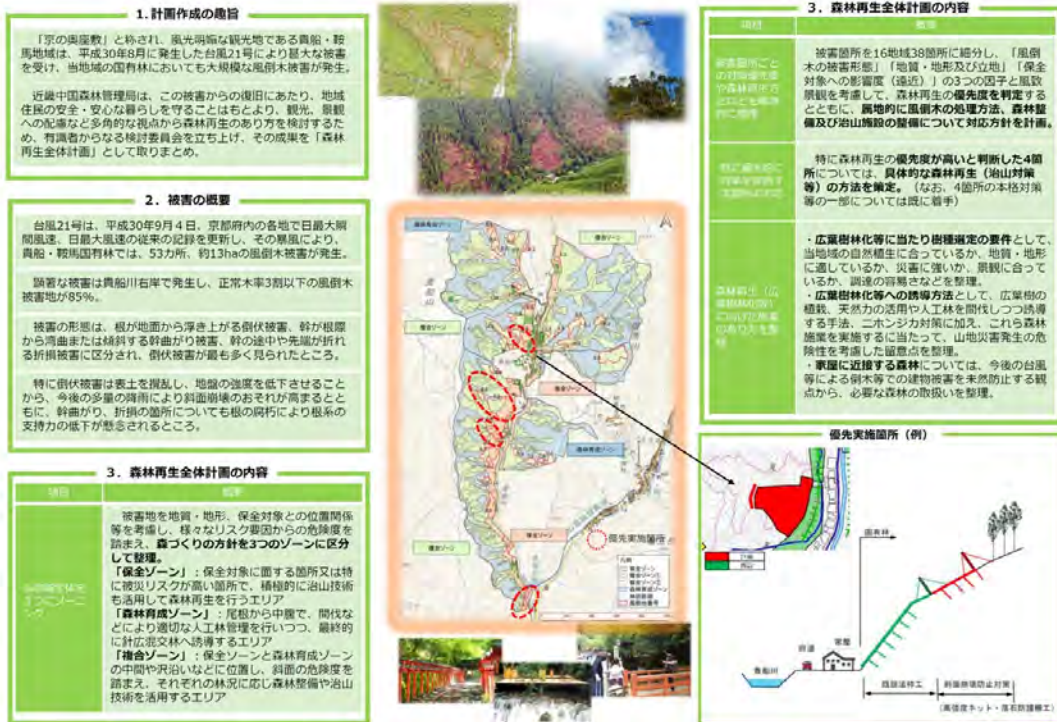 1.計画作成の趣旨
「京の奥座敷」と称され、風光明媚な観光地である貴船・鞍
馬地域は、平成30年8月に発生した台風21号により甚大な被害
を受け、当地域の国有林においても大規模な風倒木被害が発生。
近畿中国森林管理局は、この被害からの復旧にあたり、地域
住民の安全・安心な暮らしを守ることはもとより、観光、景観
への配慮など多角的な視点から森林再生のあり方を検討するた
め、有識者からなる検討委員会を立ち上げ、その成果を「森林
再生全体計画」として取りまとめ。
2．被害の概要
台風21号は、平成30年9月4日、京都府内の各地で日最大瞬
間風速、日最大風速の従来の記録を更新し、その暴風により、
貴船・鞍馬国有林では、53カ所、約13haの風倒木被害が発生。
顕著な被害は貴船川右岸で発生し、正常木率3割以下の風倒木
被害地が85%。
被害の形態は、根が地面から浮き上がる倒伏被害、幹が根際
から湾曲または傾斜する幹曲がり被害、幹の途中や先端が折れ
る折損被害に区分され、倒伏被害が最も多く見られたところ。
特に倒伏被害は表土を攪乱し、地盤の強度を低下させること
から、今後の多量の降雨により斜面崩壊のおそれが高まるとと
もに、幹曲がり、折損の箇所についても根の腐朽により根系の
支持力の低下が懸念されるところ。
3．森林再生全体計画の内容
項目
概要
被害地を地質・地形、保全対象との位置関係
等を考慮し、様々なリスク要因からの危険度を
踏まえ、森づくりの方針を3つのゾーンに区分
して整理。
「保全ゾーン」：保全対象に面する箇所又は特
に被災リスクが高い箇所で、積極的に治山技術
も活用して森林再生を行うエリア
「森林育成ゾーン」：尾根から中腹で、間伐な
どにより適切な人工林管理を行いつつ、最終的
に針広混交林へ誘導するエリア
「複合ゾーン」：保全ゾーンと森林育成ゾーン
の中間や沢沿いなどに位置し、斜面の危険度を
踏まえ、それぞれの林況に応じ森林整備や治山
技術を活用するエリア
森林育成ゾーン
複合ゾーン
貴船山
複合ゾーン
保全ゾーン
森林育成ゾーン
複合ゾーン
保全ゾーン
優先実施箇所
凡例
3．森林再生全体計画の内容
項目
概要
被害箇所を16地域38箇所に細分し、「風倒
木の被害形態」「地質・地形及び立地」「保全
対象への影響度（遠近）」の3つの因子と風致
景観を考慮して、森林再生の優先度を判定する
とともに、属地的に風倒木の処理方法、森林整
備及び治山施設の整備について対応方針を計画。
特に森林再生の優先度が高いと判断した4箇
所については、具体的な森林再生（治山対策
等）の方法を策定。（なお、4箇所の本格対策
等の一部については既に着手）
・広葉樹林化等に当たり樹種選定の要件として、
当地域の自然植生に合っているか、地質・地形
に適しているか、災害に強いか、景観に合って
いるか、調達の容易さなどを整理。
・広葉樹林化等への誘導方法として、広葉樹の
植栽、天然力の活用や人工林を間伐しつつ誘導
する手法、ニホンジカ対策に加え、これら森林
施業を実施するに当たって、山地災害発生の危
険性を考慮した留意点を整理。
・家屋に近接する森林については、今後の台風
等による倒木等での建物被害を未然防止する観
点から、必要な森林の取扱いを整理。
優先実施箇所（例）
国有林
家屋
府道
貴船川
既設法枠工
斜面崩壊防止対策
（高強度ネット・落石防護柵工）